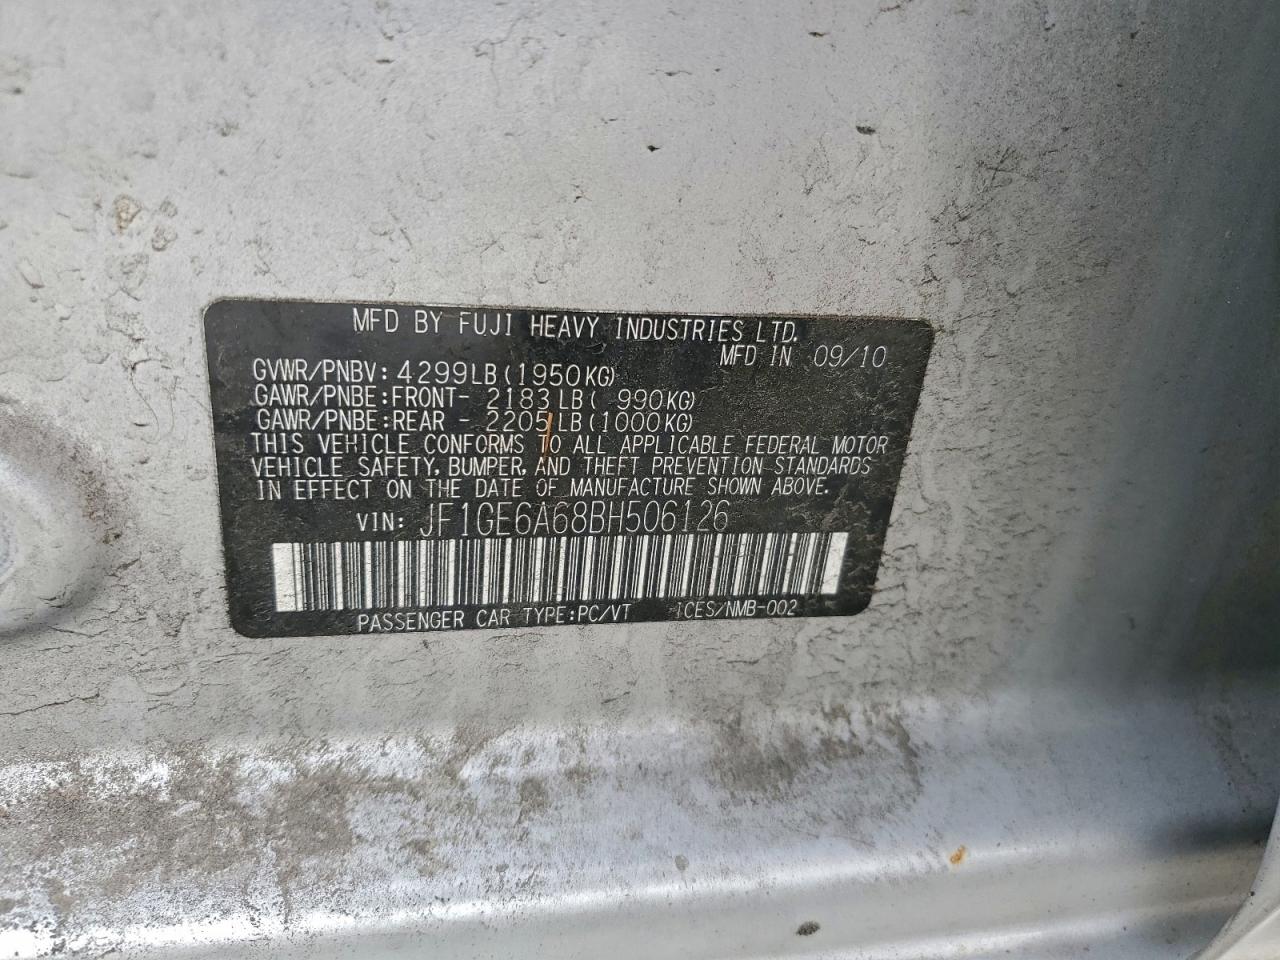 MFD BY FUJI HEAVY INDUSTRIES LTD.
MFD IN 09/10
GVWR/PNBV: 4299LB(1950KG)
GAWR/PNBE:FRONT- 2183LB( 990KG)
GAWR/PNBE:REAR - 2205LB(1000KG)
THIS VEHICLE CONFORMS TO ALL APPLICABLE FEDERAL MOTOR
VEHICLE SAFETY, BUMPER, AND THEFT PREVENTION STANDARDS
IN EFFECT ON THE DATE OF MANUFACTURE SHOWN ABOVE.
VIN: JF1GE6A68BH506126
PASSENGER CAR TYPE:PC/VT ICES/NMB-002